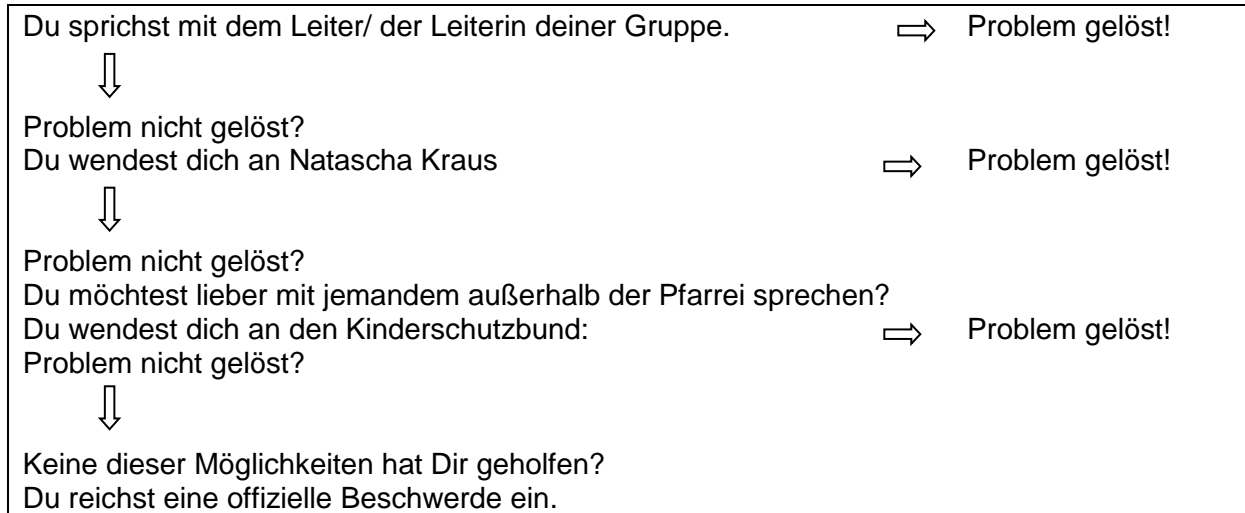 Du sprichst mit dem Leiter/ der Leiterin deiner Gruppe. ⇨ Problem gelöst!
⇩
Problem nicht gelöst?
Du wendest dich an Natascha Kraus ⇨ Problem gelöst!
⇩
Problem nicht gelöst?
Du möchtest lieber mit jemandem außerhalb der Pfarrei sprechen?
Du wendest dich an den Kinderschutzbund: ⇨ Problem gelöst!
Problem nicht gelöst?
⇩
Keine dieser Möglichkeiten hat Dir geholfen?
Du reichst eine offizielle Beschwerde ein.